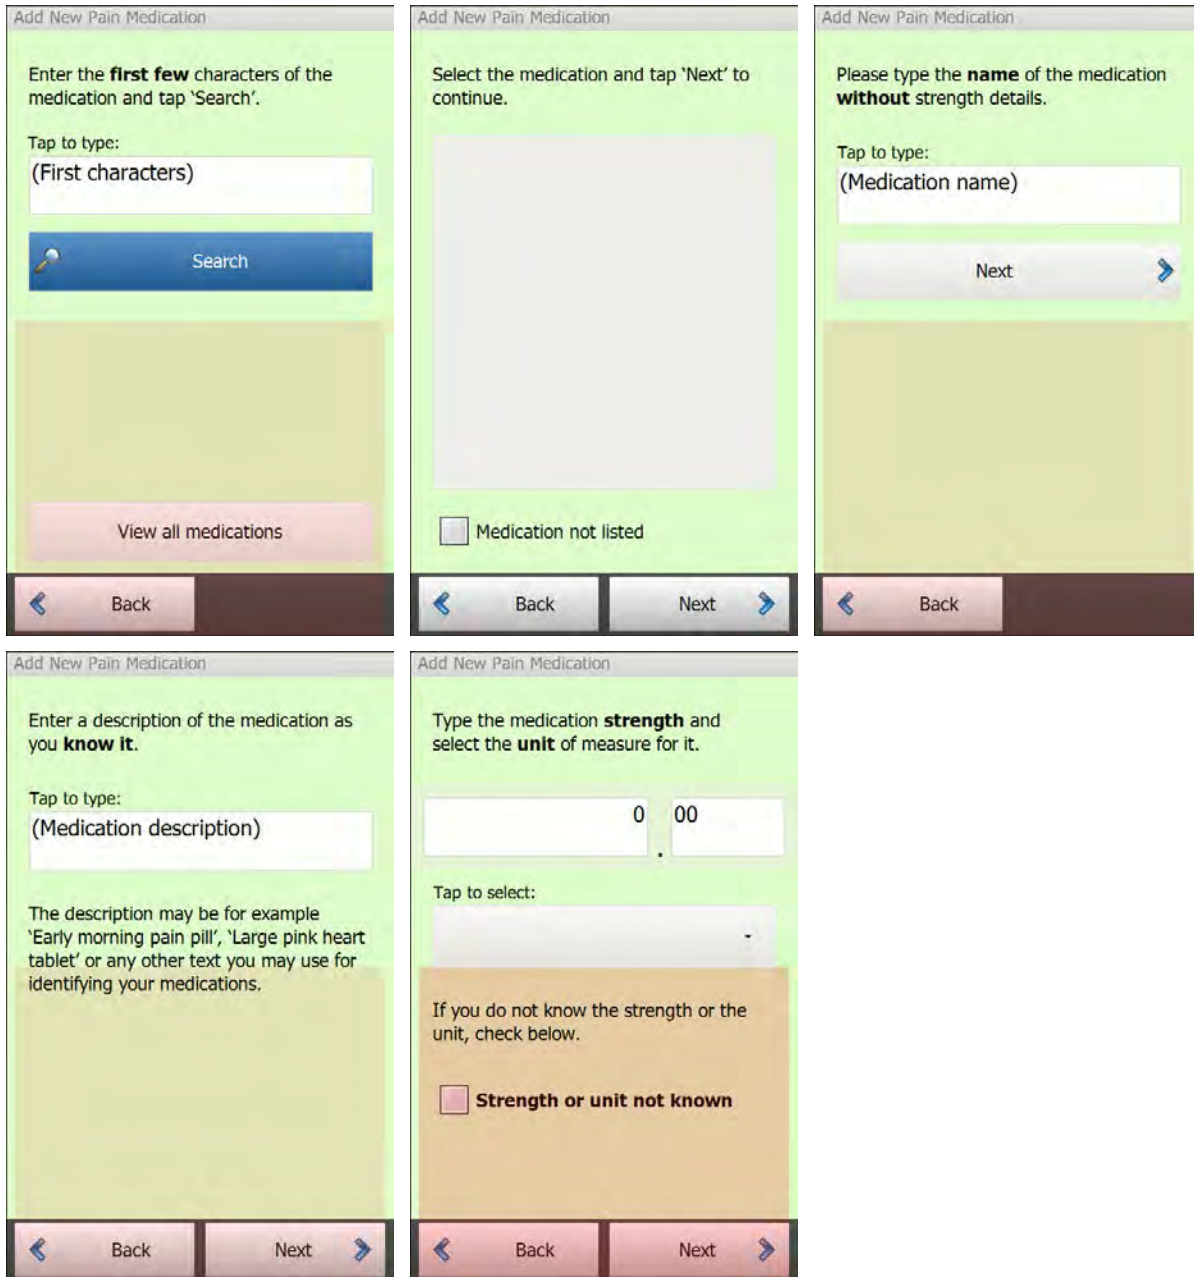 Add New Pain Medication
Enter the first few characters of the
medication and tap ‘Search’.
Tap to type:
(First characters)
Search
View all medications
Back
Add New Pain Medication
Select the medication and tap ‘Next’ to
continue.
Medication not listed
Back
Next
Add New Pain Medication
Please type the name of the medication
without strength details.
Tap to type:
(Medication name)
Next
Back
Add New Pain Medication
Enter a description of the medication as
you know it.
Tap to type:
(Medication description)
The description may be for example
‘Early morning pain pill’, ‘Large pink heart
tablet’ or any other text you may use for
identifying your medications.
Back
Next
Add New Pain Medication
Type the medication strength and
select the unit of measure for it.
0 . 00
Tap to select:
-
If you do not know the strength or the
unit, check below.
Strength or unit not known
Back
Next